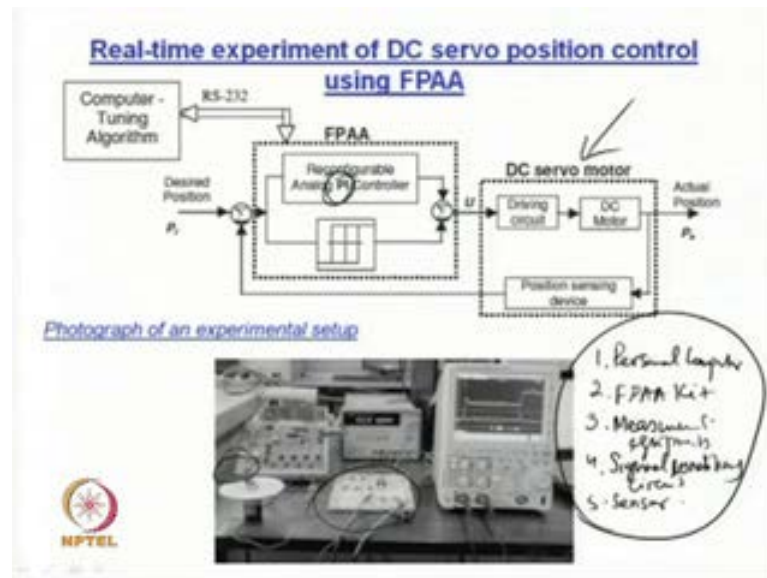 Real-time experiment of DC servo position control
using FPAA
Computer -
Tuning
Algorithm
RS-232
FPAA
Reconfigurable
Analog PI Controller
DC servo motor
Desired
Position
Pr
U
Driving
circuit
DC
Motor
Actual
Position
Position sensing
device
Photograph of an experimental setup
1. Personal Computer
2. FPAA Kit
3. Measurement
4. Signal
circuit
5. Sensor
NPTEL